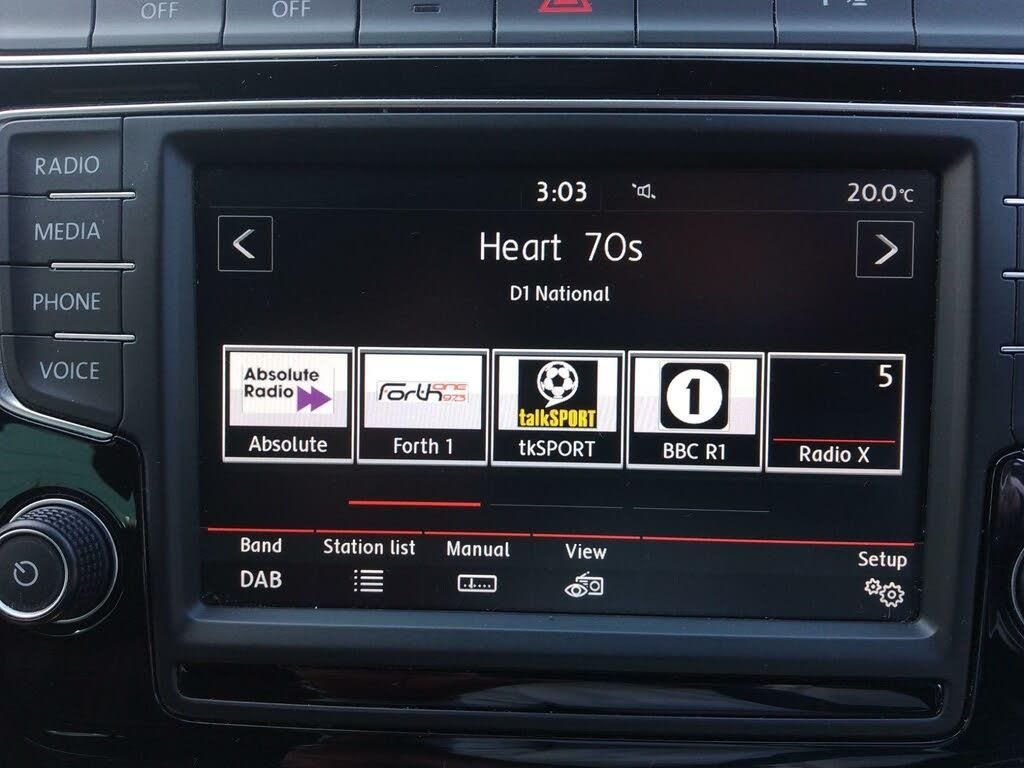 OFF
OFF
RADIO
MEDIA
PHONE
VOICE
3:03
20.0°C
Heart 70s
D1 National
Absolute
Radio
Absolute
Forth ONE
97.3
Forth 1
talkSPORT
tkSPORT
1
BBC R1
5
Radio X
Band
DAB
Station list
Manual
View
Setup